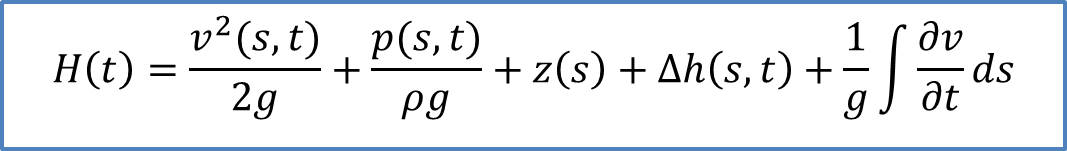 H(t) = v²(s,t)/2g + p(s,t)/ρg + z(s) + Δh(s,t) + 1/g ∫ ∂v/∂t ds